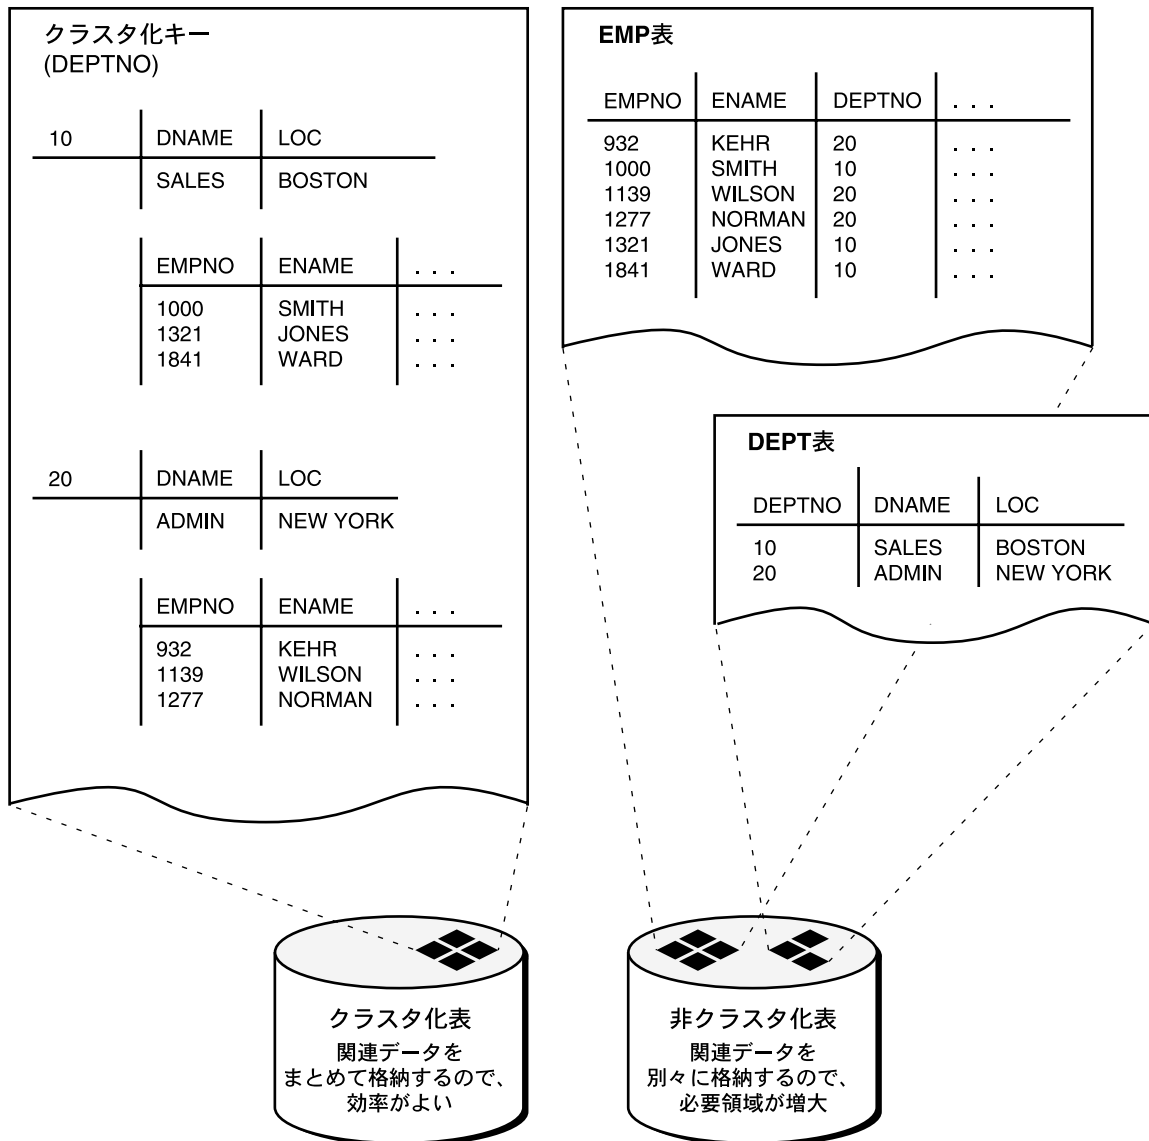 クラスタ化キー
(DEPTNO)
10 DNAME LOC
SALES BOSTON
EMPNO ENAME . . .
1000 SMITH . . .
1321 JONES . . .
1841 WARD . . .
20 DNAME LOC
ADMIN NEW YORK
EMPNO ENAME . . .
932 KEHR . . .
1139 WILSON . . .
1277 NORMAN . . .
EMP表
EMPNO ENAME DEPTNO . . .
932 KEHR 20 . . .
1000 SMITH 10 . . .
1139 WILSON 20 . . .
1277 NORMAN 20 . . .
1321 JONES 10 . . .
1841 WARD 10 . . .
DEPT表
DEPTNO DNAME LOC
10 SALES BOSTON
20 ADMIN NEW YORK
クラスタ化表
関連データを
まとめて格納するので、
効率がよい
非クラスタ化表
関連データを
別々に格納するので、
必要領域が増大